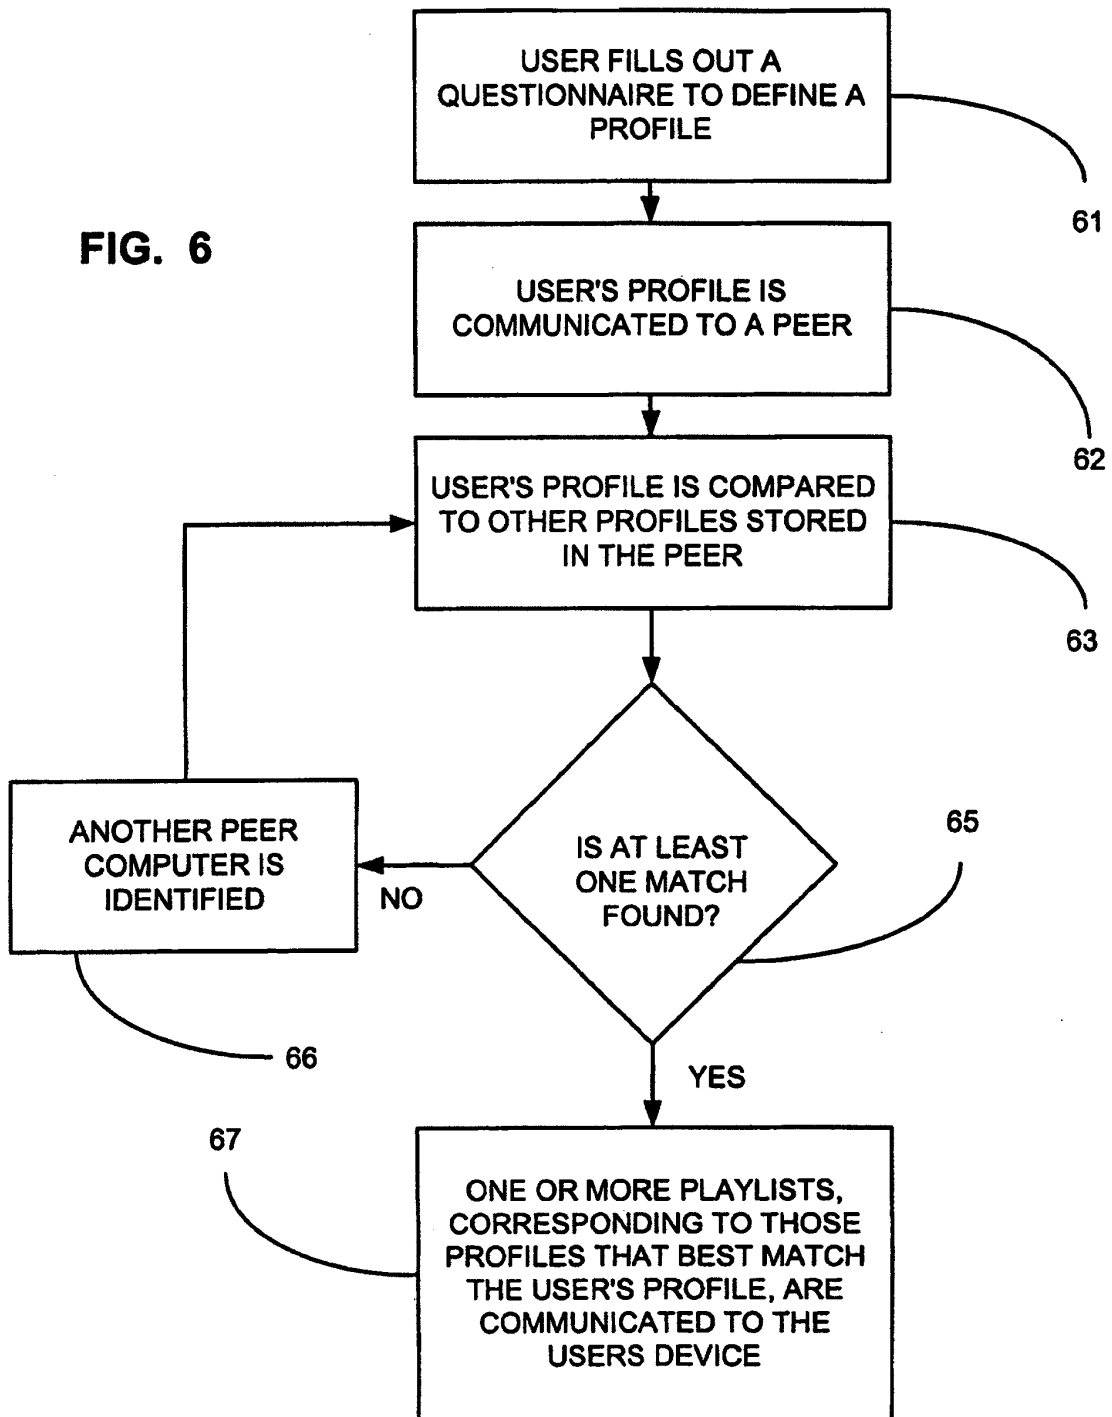 USER FILLS OUT A
QUESTIONNAIRE TO DEFINE A
PROFILE
61
FIG. 6
USER'S PROFILE IS
COMMUNICATED TO A PEER
62
USER'S PROFILE IS COMPARED
TO OTHER PROFILES STORED
IN THE PEER
63
ANOTHER PEER
COMPUTER IS
IDENTIFIED
66
NO
IS AT LEAST
ONE MATCH
FOUND?
65
YES
67
ONE OR MORE PLAYLISTS,
CORRESPONDING TO THOSE
PROFILES THAT BEST MATCH
THE USER'S PROFILE, ARE
COMMUNICATED TO THE
USERS DEVICE